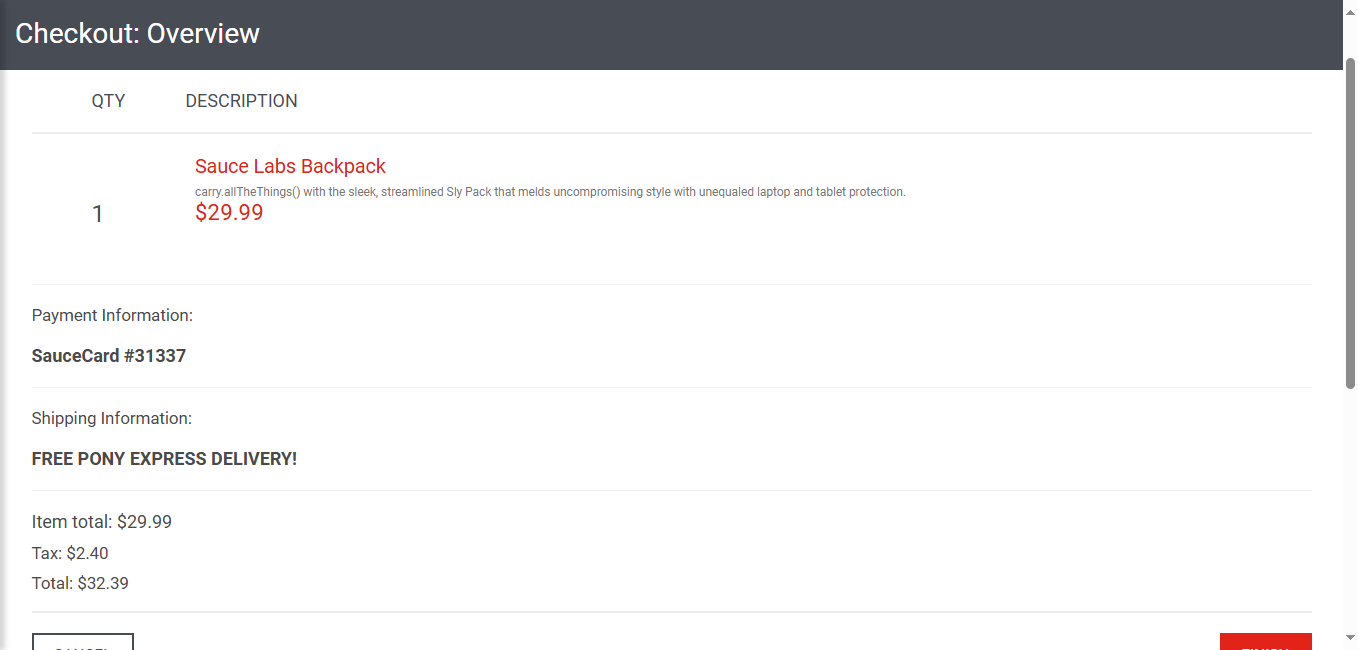 Checkout: Overview
QTY DESCRIPTION
Sauce Labs Backpack
carry.allTheThings() with the sleek, streamlined Sly Pack that melds uncompromising style with unequaled laptop and tablet protection.
1 $29.99
Payment Information:
SauceCard #31337
Shipping Information:
FREE PONY EXPRESS DELIVERY!
Item total: $29.99
Tax: $2.40
Total: $32.39
CANCEL FINISH